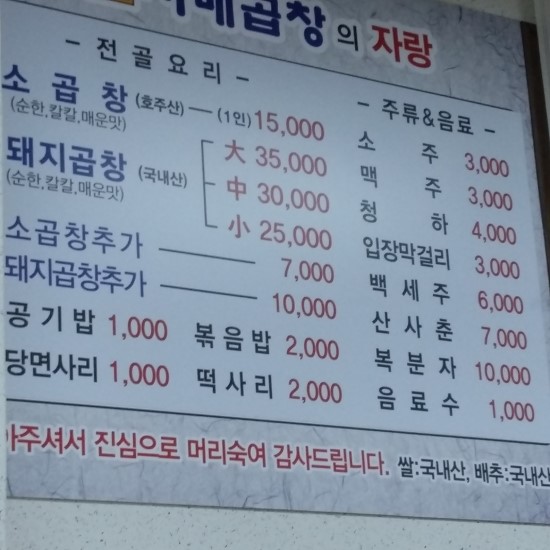 곱창의 자랑
- 전골요리 -
소곱창 (호주산) — (1인) 15,000
(순한,칼칼,매운맛)
돼지곱창 (국내산) 大 35,000
(순한,칼칼,매운맛) 中 30,000
小 25,000
소곱창추가 — 7,000
돼지곱창추가 — 10,000
공기밥 1,000 볶음밥 2,000
당면사리 1,000 떡사리 2,000
- 주류&음료 -
소주 3,000
맥주 3,000
청하 4,000
입장막걸리 3,000
백세주 6,000
산사춘 7,000
복분자 10,000
음료수 1,000
아주셔서 진심으로 머리숙여 감사드립니다. 쌀:국내산, 배추:국내산